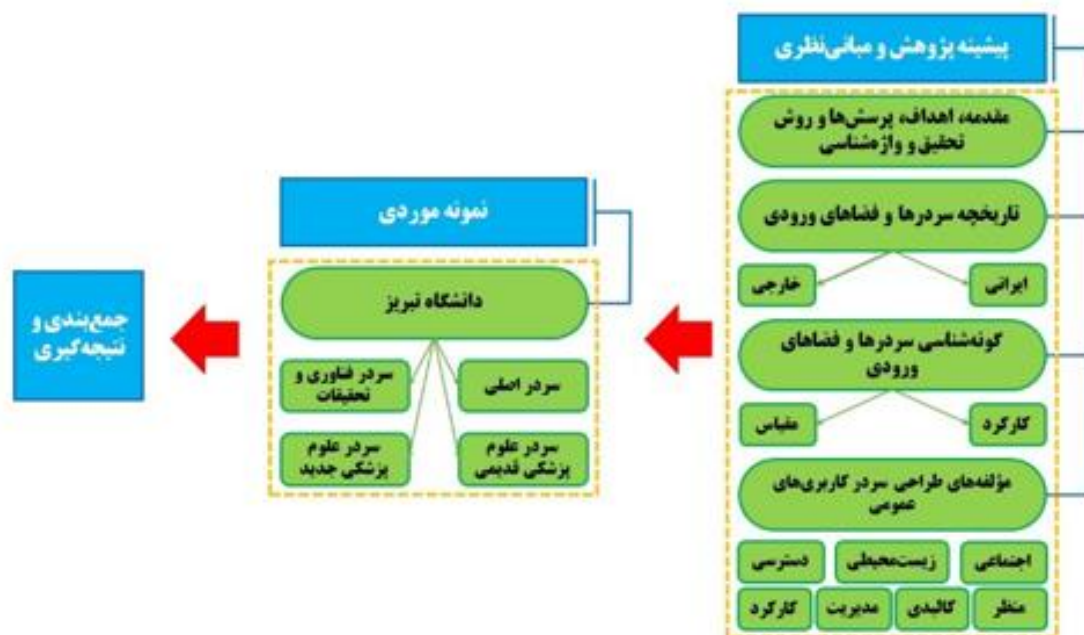 پیشینه پژوهش و مبانی‌نظری
مقدمه، اهداف، پرسش‌ها و روش
تحقیق و واژه‌شناسی
تاریخچه سردرها و فضاهای ورودی
ایرانی
خارجی
گونه‌شناسی سردرها و فضاهای
ورودی
کارکرد
مقیاس
مؤلفه‌های طراحی سردر کاربری‌های
عمومی
اجتماعی
زیست‌محیطی
دسترسی
منظر
کالبدی
مدیریت
کارکرد
نمونه موردی
دانشگاه تبریز
سردر اصلی
سردر فناوری و
تحقیقات
سردر علوم
پزشکی قدیمی
سردر علوم
پزشکی جدید
جمع‌بندی و
نتیجه‌گیری